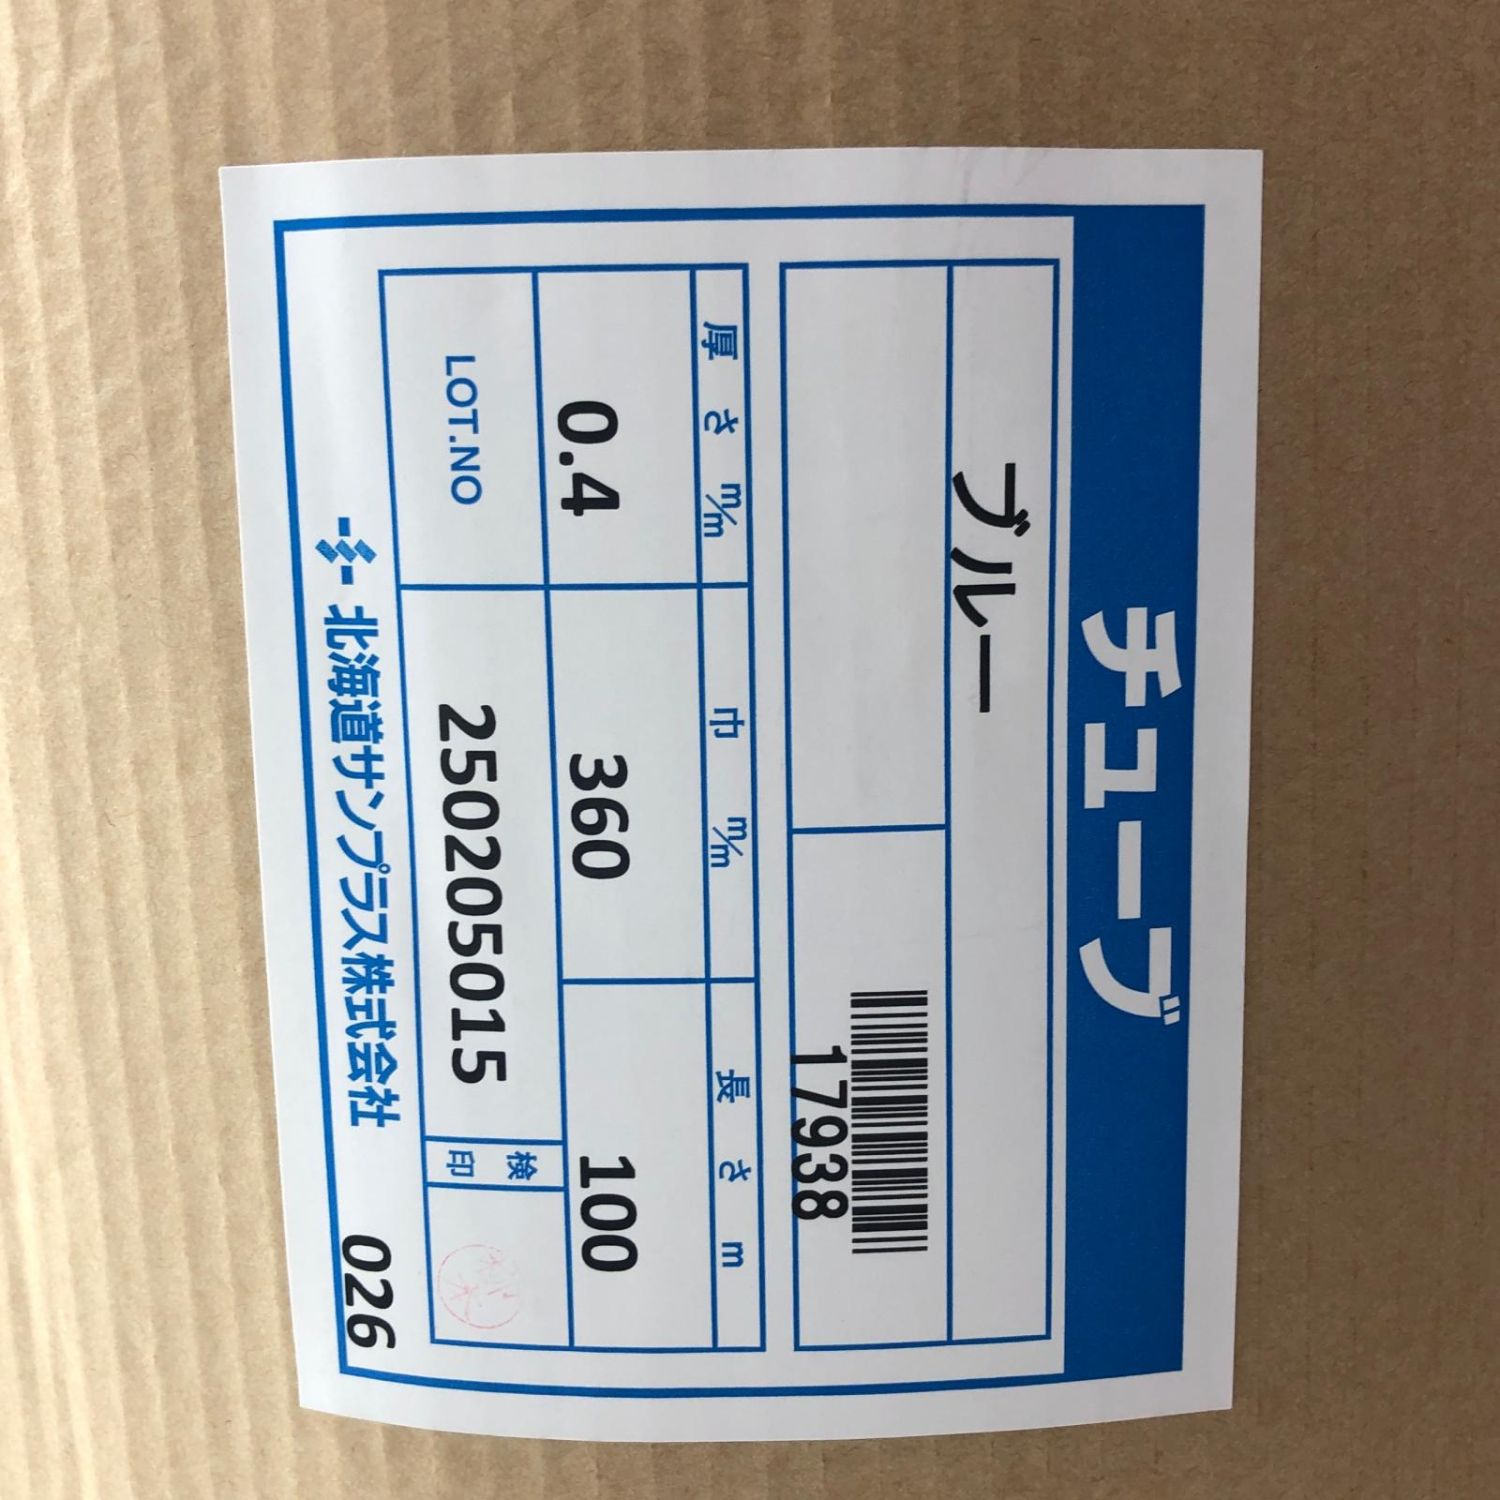 チューブ
ブルー
17938
厚さ m/m 巾 m/m 長さ m
0.4 360 100
LOT.NO 250205015 検印
北海道サンプラス株式会社 026